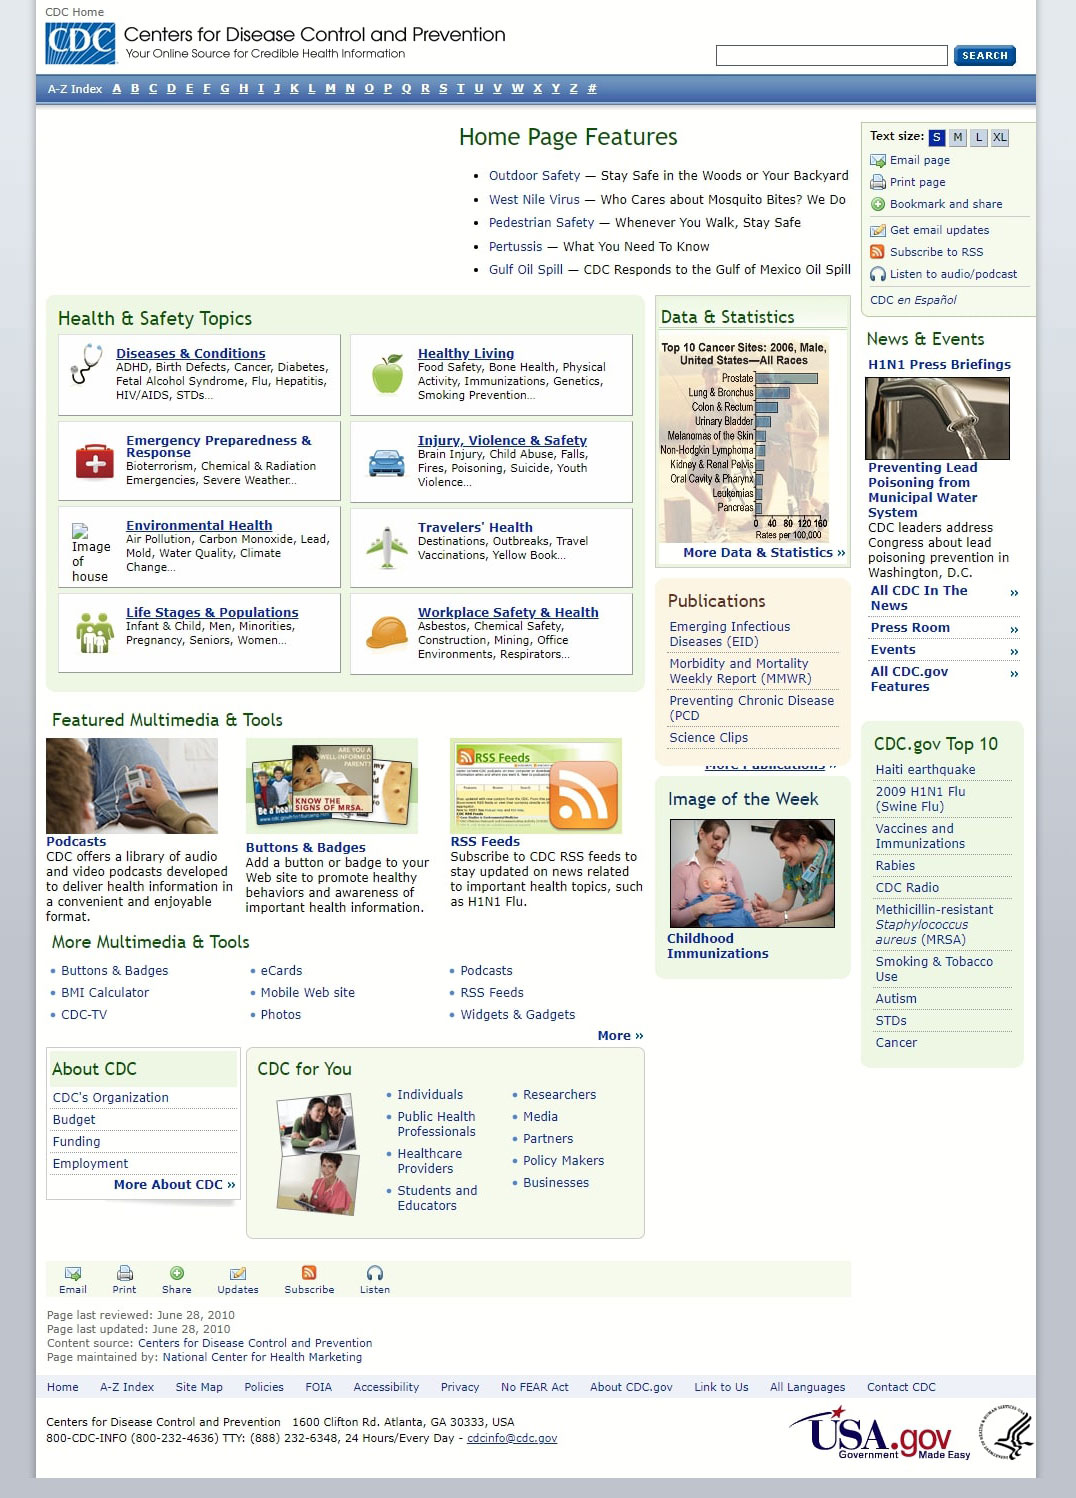 CDC Home
CDC
Centers for Disease Control and Prevention
Your Online Source for Credible Health Information
SEARCH
A-Z Index A B C D E F G H I J K L M N O P Q R S T U V W X Y Z #
Home Page Features
Outdoor Safety — Stay Safe in the Woods or Your Backyard
West Nile Virus — Who Cares about Mosquito Bites? We Do
Pedestrian Safety — Whenever You Walk, Stay Safe
Pertussis — What You Need To Know
Gulf Oil Spill — CDC Responds to the Gulf of Mexico Oil Spill
Text size: S M L XL
Email page
Print page
Bookmark and share
Get email updates
Subscribe to RSS
Listen to audio/podcast
CDC en Español
Health & Safety Topics
Diseases & Conditions
ADHD, Birth Defects, Cancer, Diabetes,
Fetal Alcohol Syndrome, Flu, Hepatitis,
HIV/AIDS, STDs...
Healthy Living
Food Safety, Bone Health, Physical
Activity, Immunizations, Genetics,
Smoking Prevention...
Emergency Preparedness &
Response
Bioterrorism, Chemical & Radiation
Emergencies, Severe Weather...
Injury, Violence & Safety
Brain Injury, Child Abuse, Falls,
Fires, Poisoning, Suicide, Youth
Violence...
Image
of
house
Environmental Health
Air Pollution, Carbon Monoxide, Lead,
Mold, Water Quality, Climate
Change...
Travelers' Health
Destinations, Outbreaks, Travel
Vaccinations, Yellow Book...
Life Stages & Populations
Infant & Child, Men, Minorities,
Pregnancy, Seniors, Women...
Workplace Safety & Health
Asbestos, Chemical Safety,
Construction, Mining, Office
Environments, Respirators...
Data & Statistics
Top 10 Cancer Sites: 2006, Male,
United States—All Races
Prostate
Lung & Bronchus
Colon & Rectum
Urinary Bladder
Melanomas of the Skin
Non-Hodgkin Lymphoma
Kidney & Renal Pelvis
Oral Cavity & Pharynx
Leukemias
Pancreas
0 40 80 120 160
Rates per 100,000
More Data & Statistics »
Publications
Emerging Infectious
Diseases (EID)
Morbidity and Mortality
Weekly Report (MMWR)
Preventing Chronic Disease
(PCD
Science Clips
More Publications »
Image of the Week
Childhood
Immunizations
News & Events
H1N1 Press Briefings
Preventing Lead
Poisoning from
Municipal Water
System
CDC leaders address
Congress about lead
poisoning prevention in
Washington, D.C.
All CDC In The
News »
Press Room »
Events »
All CDC.gov
Features »
CDC.gov Top 10
Haiti earthquake
2009 H1N1 Flu
(Swine Flu)
Vaccines and
Immunizations
Rabies
CDC Radio
Methicillin-resistant
Staphylococcus
aureus (MRSA)
Smoking & Tobacco
Use
Autism
STDs
Cancer
Featured Multimedia & Tools
Podcasts
CDC offers a library of audio
and video podcasts developed
to deliver health information in
a convenient and enjoyable
format.
ARE YOU A
WELL-INFORMED
PARENT?
KNOW THE
SIGNS OF MRSA.
Buttons & Badges
Add a button or badge to your
Web site to promote healthy
behaviors and awareness of
important health information.
RSS Feeds
RSS Feeds
Subscribe to CDC RSS feeds to
stay updated on news related
to important health topics, such
as H1N1 Flu.
More Multimedia & Tools
Buttons & Badges
BMI Calculator
CDC-TV
eCards
Mobile Web site
Photos
Podcasts
RSS Feeds
Widgets & Gadgets
More »
About CDC
CDC's Organization
Budget
Funding
Employment
More About CDC »
CDC for You
Individuals
Public Health
Professionals
Healthcare
Providers
Students and
Educators
Researchers
Media
Partners
Policy Makers
Businesses
Email Print Share Updates Subscribe Listen
Page last reviewed: June 28, 2010
Page last updated: June 28, 2010
Content source: Centers for Disease Control and Prevention
Page maintained by: National Center for Health Marketing
Home A-Z Index Site Map Policies FOIA Accessibility Privacy No FEAR Act About CDC.gov Link to Us All Languages Contact CDC
Centers for Disease Control and Prevention 1600 Clifton Rd. Atlanta, GA 30333, USA
800-CDC-INFO (800-232-4636) TTY: (888) 232-6348, 24 Hours/Every Day - cdcinfo@cdc.gov
USA.gov
Government Made Easy